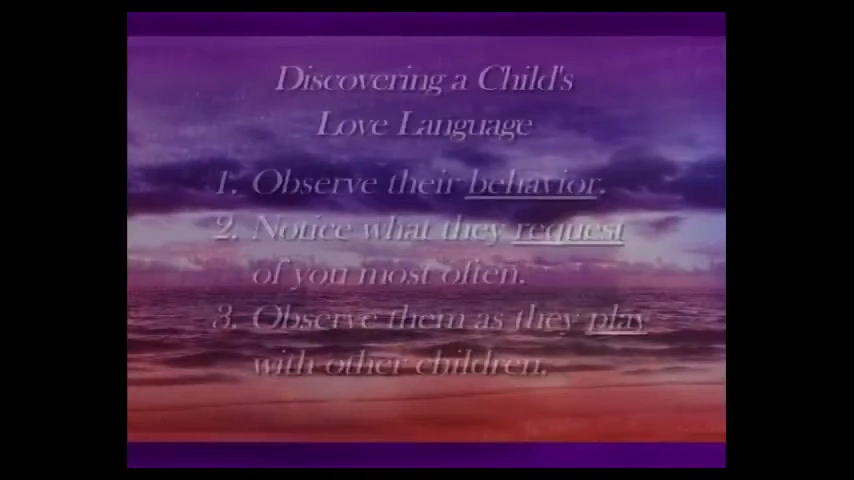 Discovering a Child's
Love Language
1. Observe their behavior.
2. Notice what they request
of you most often.
3. Observe them as they play
with other children.